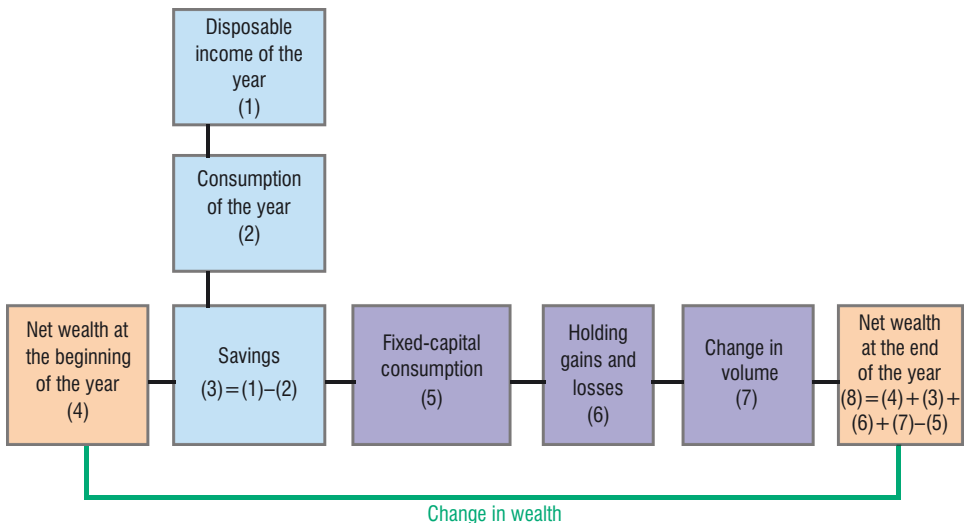 Disposable
income of the
year
(1)
Consumption
of the year
(2)
Net wealth at
the beginning
of the year
(4)
Savings
(3)=(1)–(2)
Fixed-capital
consumption
(5)
Holding
gains and
losses
(6)
Change in
volume
(7)
Net wealth
at the end
of the year
(8)=(4)+(3)+
(6)+(7)–(5)
Change in wealth